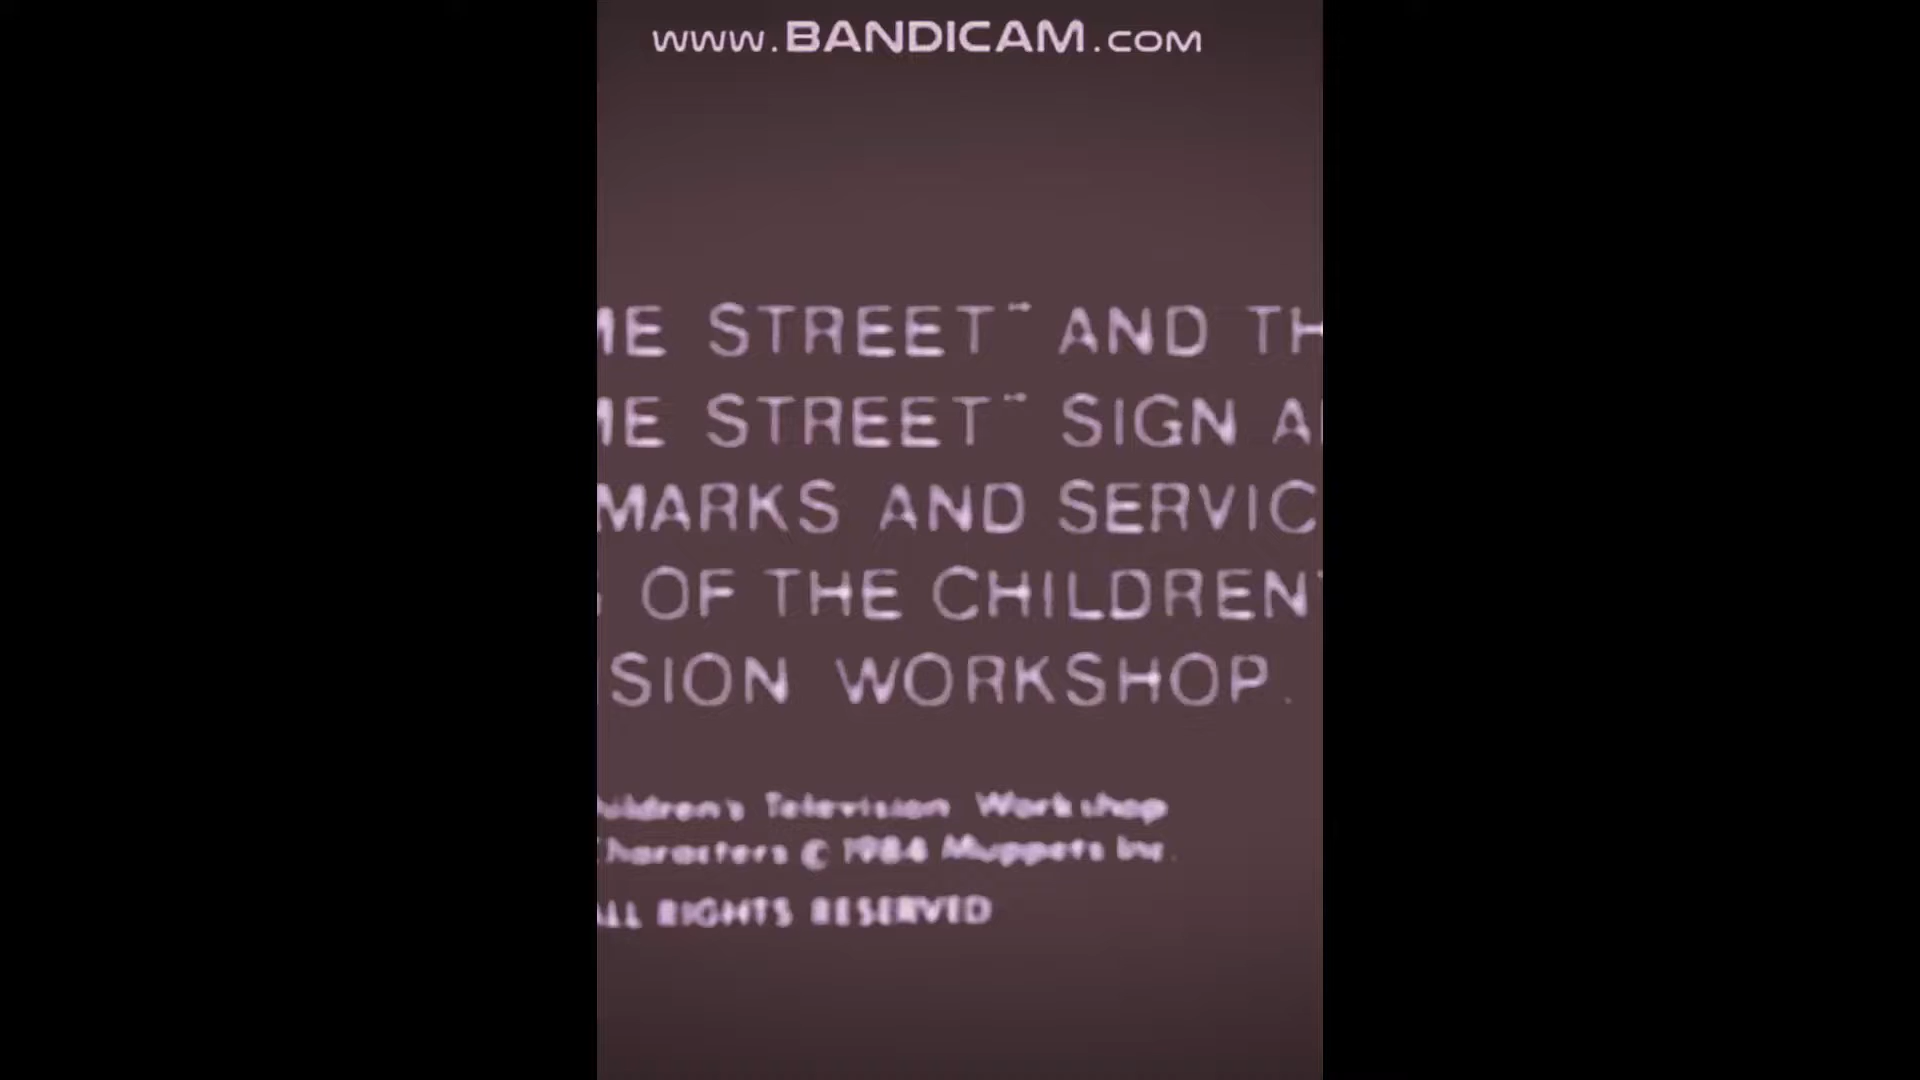 www.BANDICAM.com
ME STREET™ AND TH
ME STREET™ SIGN A
MARKS AND SERVIC
OF THE CHILDREN'
SION WORKSHOP.
hildren's Television Workshop
Characters © 1984 Muppets Inc.
ALL RIGHTS RESERVED